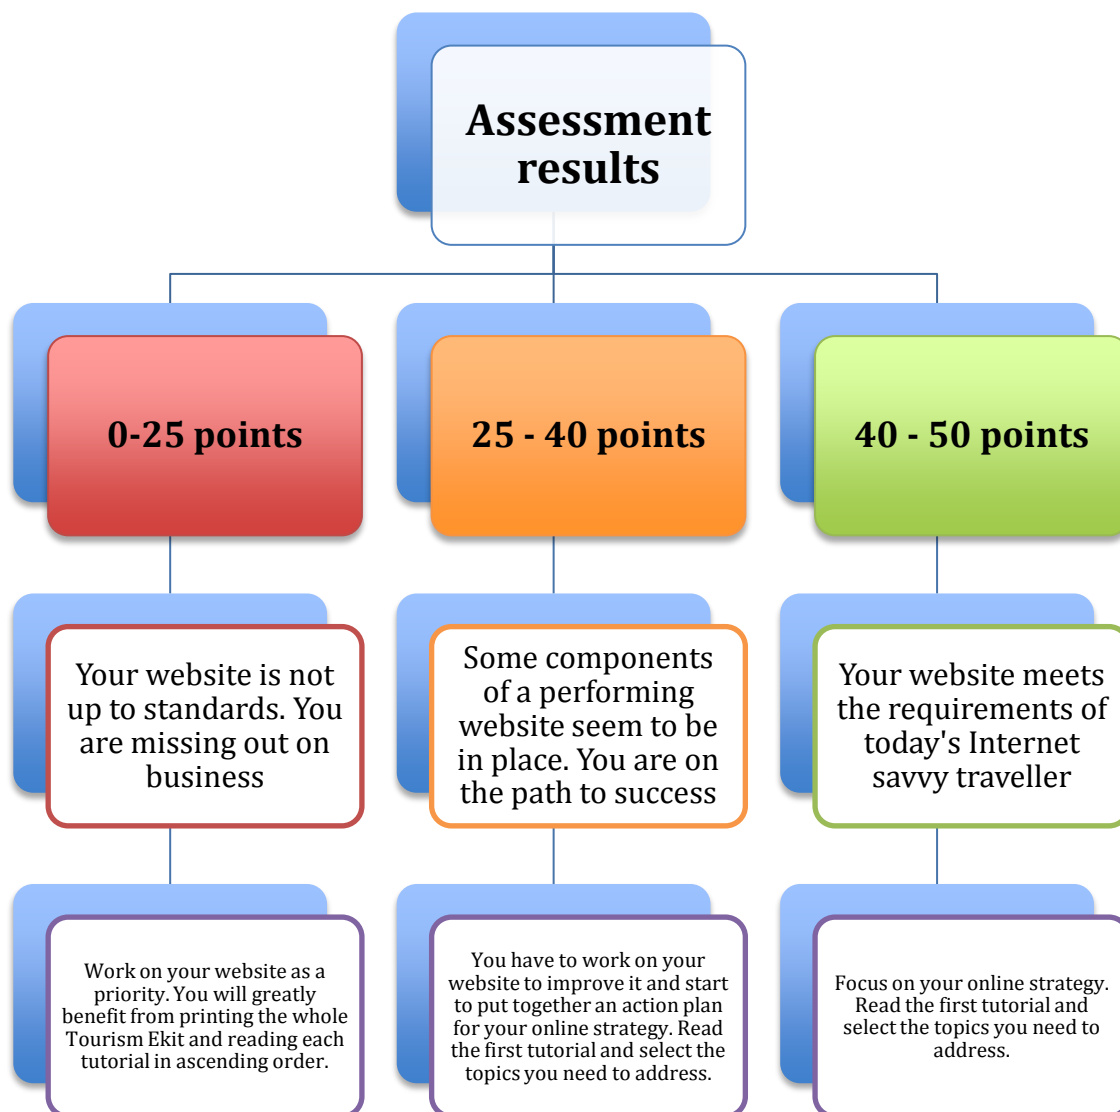 Assessment
results
0-25 points
25 - 40 points
40 - 50 points
Your website is not
up to standards. You
are missing out on
business
Some components
of a performing
website seem to be
in place. You are on
the path to success
Your website meets
the requirements of
today's Internet
savvy traveller
Work on your website as a
priority. You will greatly
benefit from printing the whole
Tourism Ekit and reading each
tutorial in ascending order.
You have to work on your
website to improve it and start
to put together an action plan
for your online strategy. Read
the first tutorial and select the
topics you need to address.
Focus on your online strategy.
Read the first tutorial and
select the topics you need to
address.